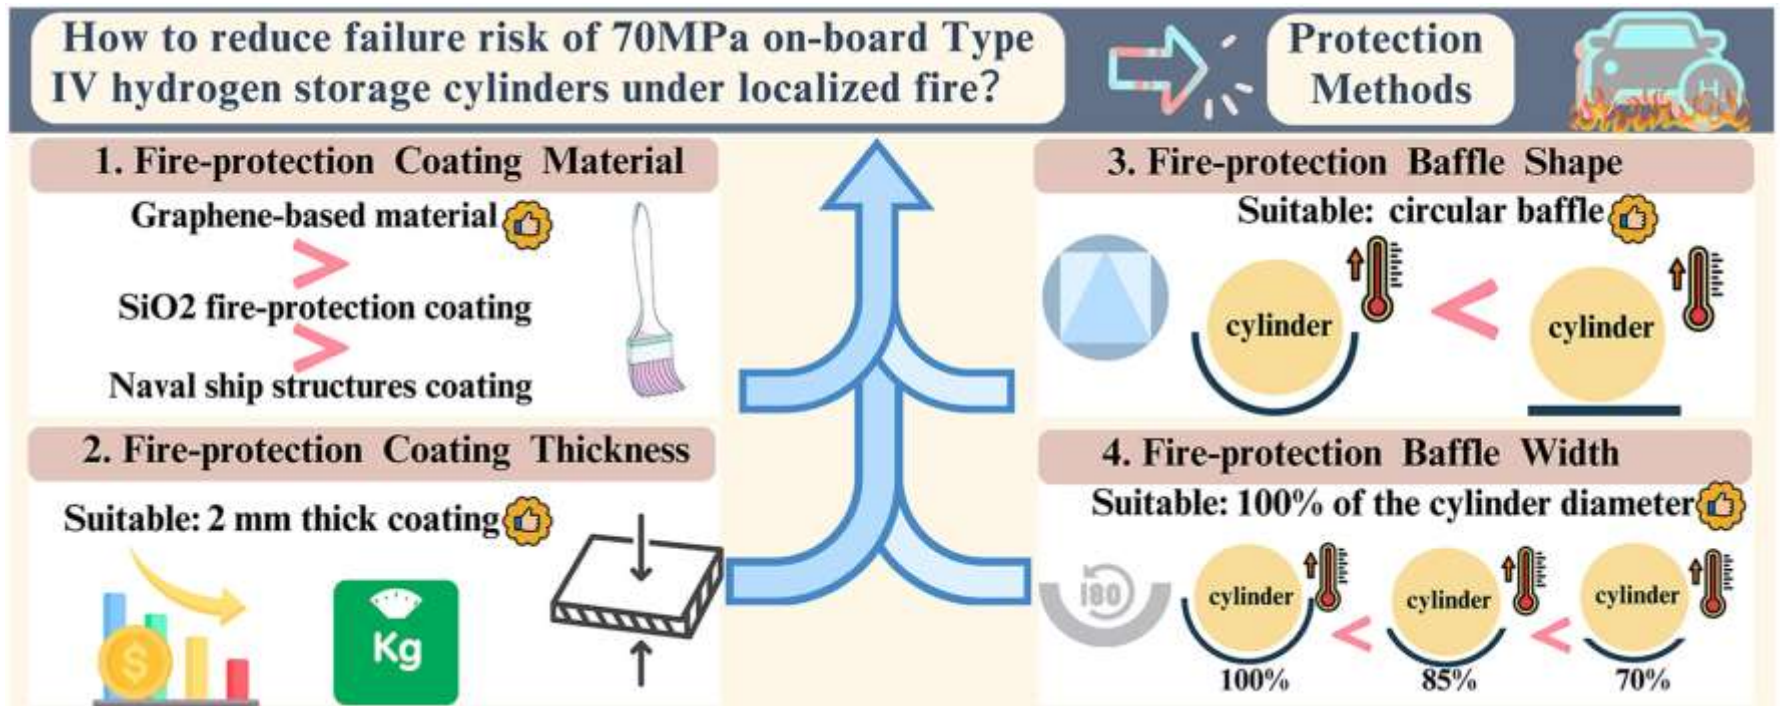 How to reduce failure risk of 70MPa on-board Type
IV hydrogen storage cylinders under localized fire?
Protection
Methods
H
1. Fire-protection Coating Material
Graphene-based material
>
SiO2 fire-protection coating
>
Naval ship structures coating
2. Fire-protection Coating Thickness
Suitable: 2 mm thick coating
$
Kg
3. Fire-protection Baffle Shape
Suitable: circular baffle
cylinder < cylinder
4. Fire-protection Baffle Width
Suitable: 100% of the cylinder diameter
180
cylinder < cylinder < cylinder
100% 85% 70%